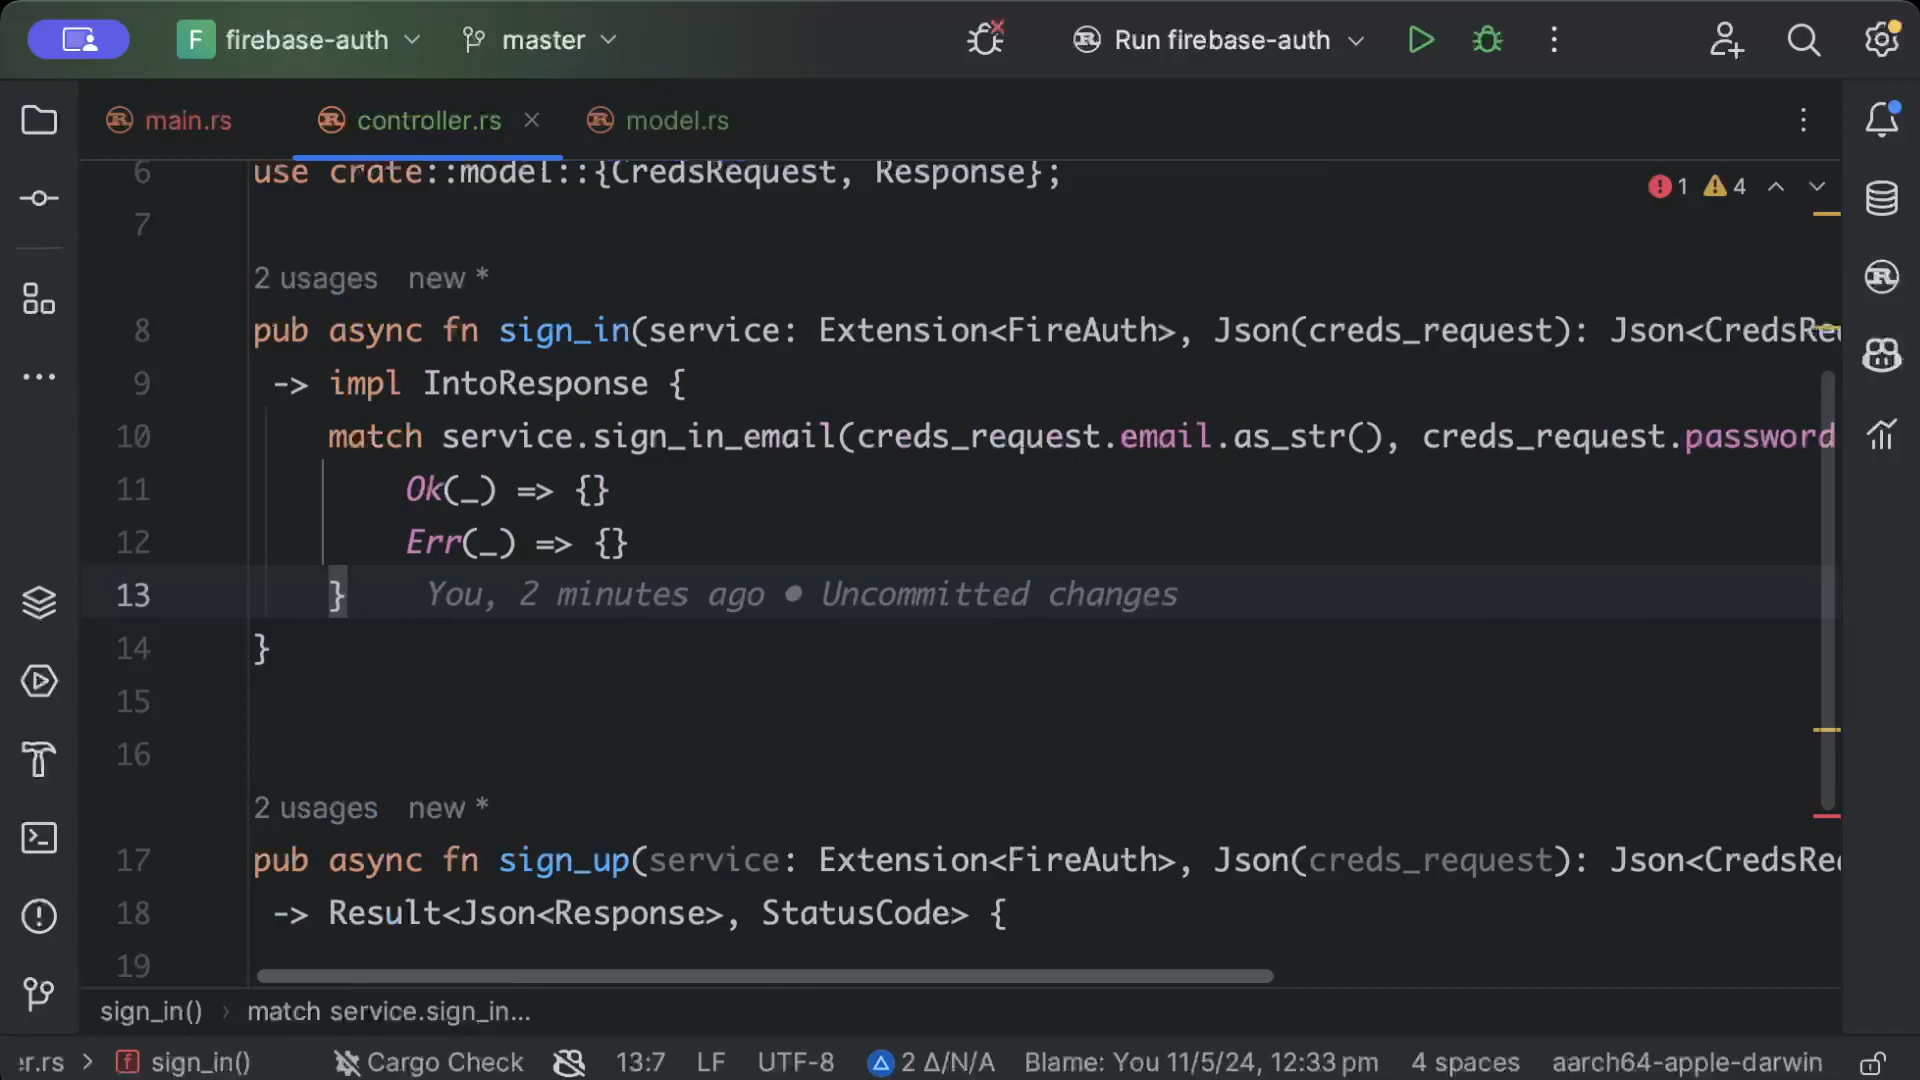 F firebase-auth master Run firebase-auth
main.rs controller.rs model.rs
6 use crate::model::{CredsRequest, Response};
1 4
7
2 usages new *
8 pub async fn sign_in(service: Extension<FireAuth>, Json(creds_request): Json<CredsRe
9 -> impl IntoResponse {
10 match service.sign_in_email(creds_request.email.as_str(), creds_request.password
11 Ok(_) => {}
12 Err(_) => {}
13 } You, 2 minutes ago • Uncommitted changes
14 }
15
16
2 usages new *
17 pub async fn sign_up(service: Extension<FireAuth>, Json(creds_request): Json<CredsRe
18 -> Result<Json<Response>, StatusCode> {
19
sign_in() › match service.sign_in...
er.rs > f sign_in() Cargo Check 13:7 LF UTF-8 2 Δ/N/A Blame: You 11/5/24, 12:33 pm 4 spaces aarch64-apple-darwin